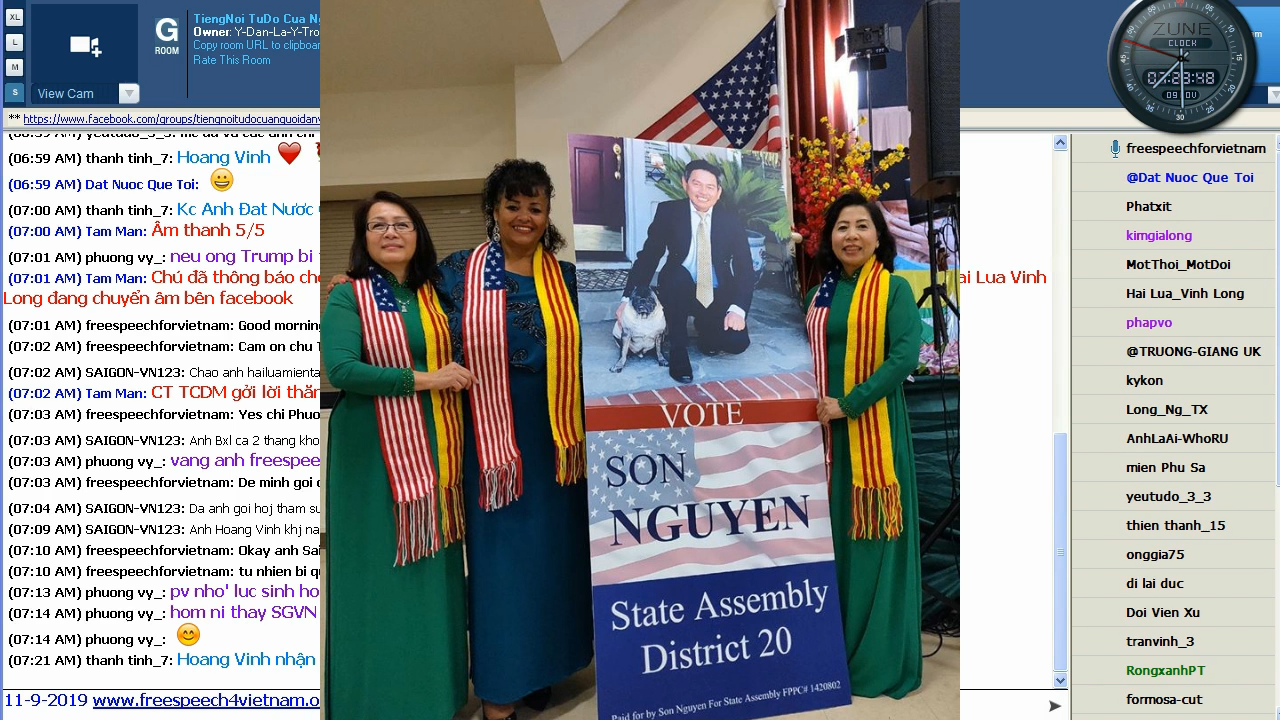 XL
L
M
S
View Cam
G
ROOM
TiengNoi TuDo Cua
Owner: Y-Dan-La-Y-Tro
Copy room URL to clipboar
Rate This Room
ZUNE
CLOCK
** https://www.facebook.com/groups/tiengnoitudocuanguoidanv
(06:59 AM) thanh tinh_7: Hoang Vinh
(06:59 AM) Dat Nuoc Que Toi:
(07:00 AM) thanh tinh_7: Kc Anh Đat Nước
(07:00 AM) Tam Man: Âm thanh 5/5
(07:01 AM) phuong vy_: neu ong Trump bi
(07:01 AM) Tam Man: Chú đã thông báo ch
ai Lua Vinh
Long đang chuyển âm bên facebook
(07:01 AM) freespeechforvietnam: Good morning
(07:02 AM) freespeechforvietnam: Cam on chu
(07:02 AM) SAIGON-VN123: Chao anh hailuamienta
(07:02 AM) Tam Man: CT TCDM gởi lời thăm
(07:03 AM) freespeechforvietnam: Yes chi Phuo
(07:03 AM) SAIGON-VN123: Anh Bxl ca 2 thang kho
(07:03 AM) phuong vy_: vang anh freespee
(07:03 AM) freespeechforvietnam: De minh goi
(07:07 AM) SAIGON-VN123: Da anh goi hoj tham su
(07:09 AM) SAIGON-VN123: Anh Hoang Vinh khj na
(07:10 AM) freespeechforvietnam: Okay anh Sai
(07:10 AM) freespeechforvietnam: tu nhien bi qu
(07:13 AM) phuong vy_: pv nho' luc sinh ho
(07:14 AM) phuong vy_: hom ni thay SGVN
(07:14 AM) phuong vy_:
(07:21 AM) thanh tinh_7: Hoang Vinh nhận
11-9-2019 www.freespeech4vietnam.o
VOTE
SON
NGUYEN
State Assembly
District 20
Paid for by Son Nguyen For State Assembly FPPC# 1420802
freespeechforvietnam
@Dat Nuoc Que Toi
Phatxit
kimgialong
MotThoi_MotDoi
Hai Lua_Vinh Long
phapvo
@TRUONG-GIANG UK
kykon
Long_Ng_TX
AnhLaAi-WhoRU
mien Phu Sa
yeutudo_3_3
thien thanh_15
onggia75
di lai duc
Doi Vien Xu
tranvinh_3
RongxanhPT
formosa-cut